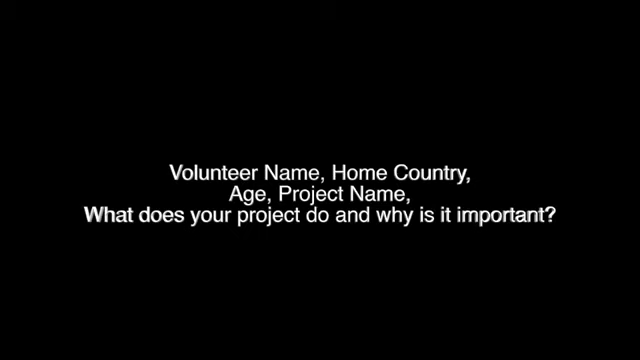 Volunteer Name, Home Country,
Age, Project Name,
What does your project do and why is it important?